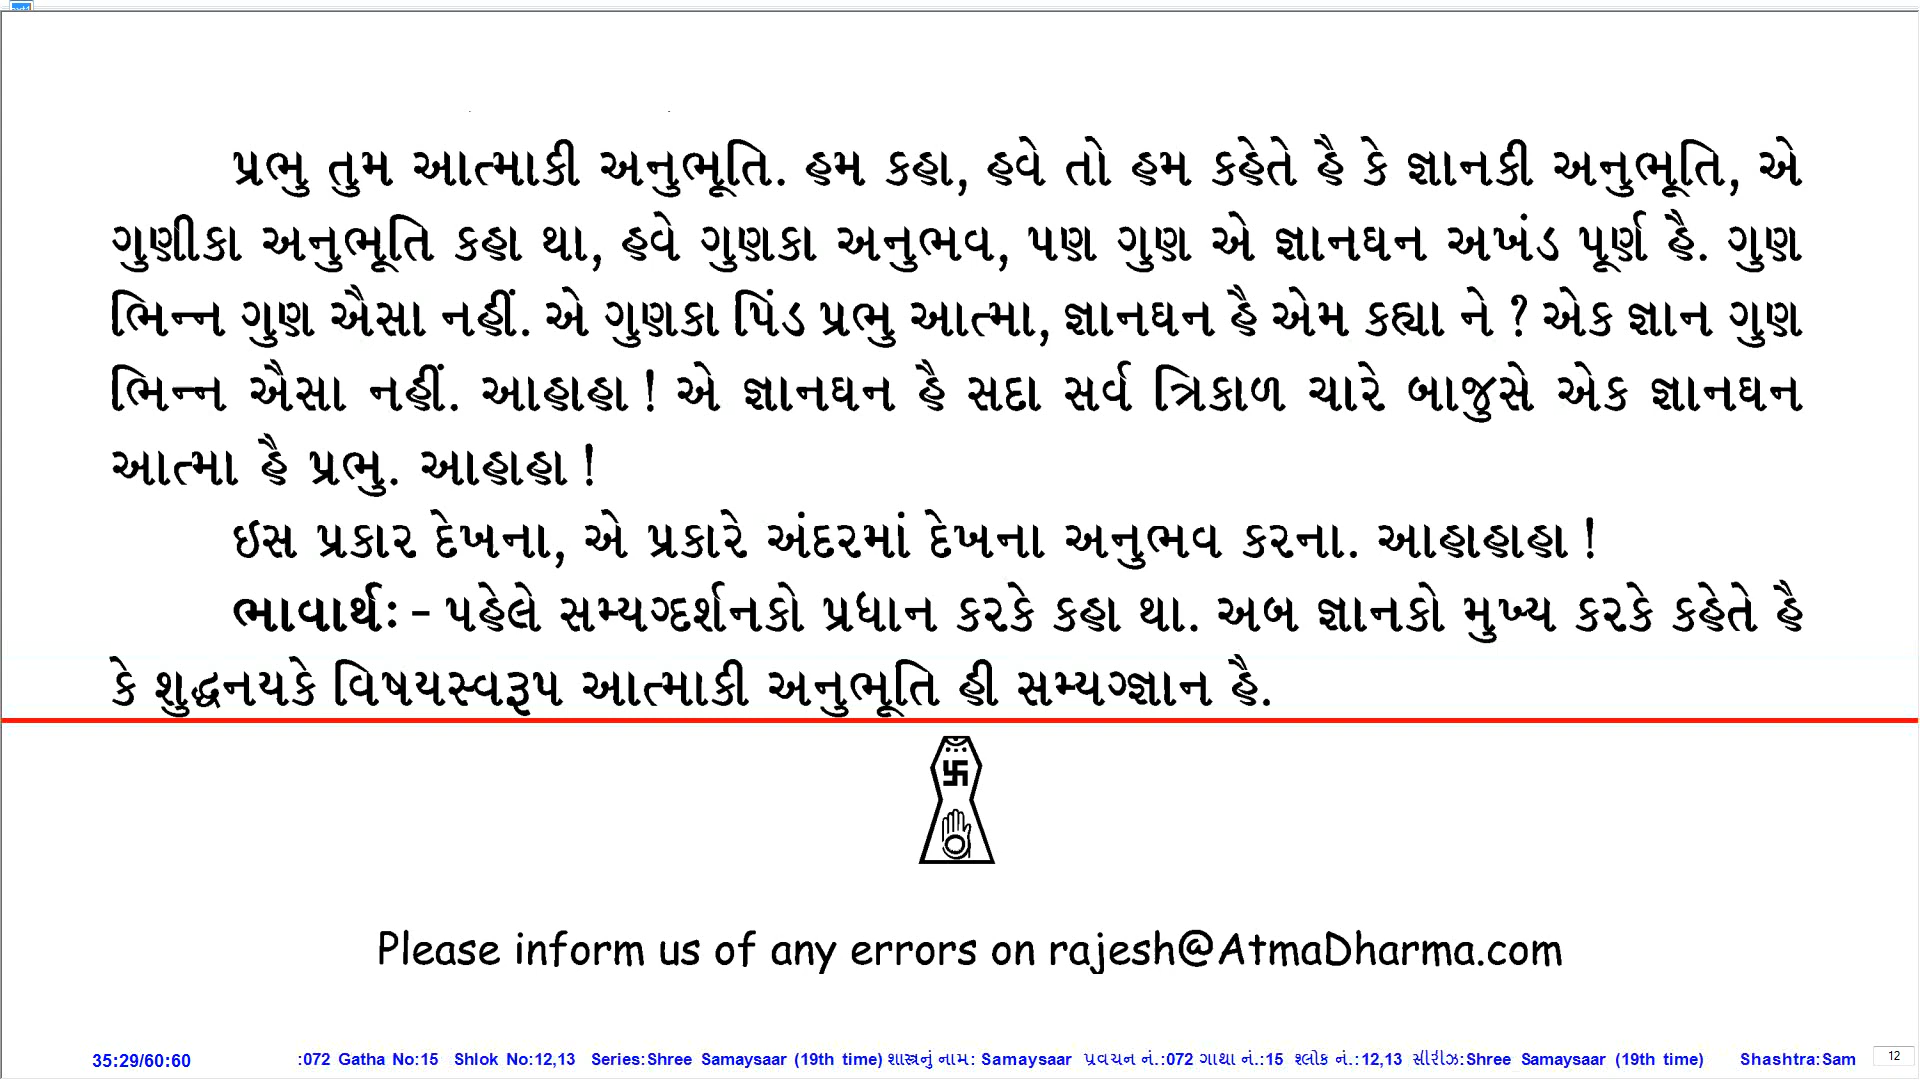 પ્રભુ તુમ આત્માકી અનુભૂતિ. હમ કહા, હવે તો હમ કહેતે હૈ કે જ્ઞાનકી અનુભૂતિ, એ
ગુણીકા અનુભૂતિ કહા થા, હવે ગુણકા અનુભવ, પણ ગુણ એ જ્ઞાનઘન અખંડ પૂર્ણ હૈ. ગુણ
ભિન્ન ગુણ ઐસા નહીં. એ ગુણકા પિંડ પ્રભુ આત્મા, જ્ઞાનઘન હૈ એમ કહ્યા ને ? એક જ્ઞાન ગુણ
ભિન્ન ઐસા નહીં. આહાહા ! એ જ્ઞાનઘન હૈ સદા સર્વ ત્રિકાળ ચારે બાજુસે એક જ્ઞાનઘન
આત્મા હૈ પ્રભુ. આહાહા !
ઈસ પ્રકાર દેખના, એ પ્રકારે અંદરમાં દેખના અનુભવ કરના. આહાહાહા !
ભાવાર્થઃ – પહેલે સમ્યગ્દર્શનકો પ્રધાન કરકે કહા થા. અબ જ્ઞાનકો મુખ્ય કરકે કહેતે હૈ
કે શુદ્ધનયકે વિષયસ્વરૂપ આત્માકી અનુભૂતિ હી સમ્યગ્જ્ઞાન હૈ.
Please inform us of any errors on rajesh@AtmaDharma.com
35:29/60:60 :072 Gatha No:15 Shlok No:12,13 Series:Shree Samaysaar (19th time) શાસ્ત્રનું નામ: Samaysaar પ્રવચન નં.:072 ગાથા નં.:15 શ્લોક નં.:12,13 સીરીઝ:Shree Samaysaar (19th time) Shashtra:Sam 12